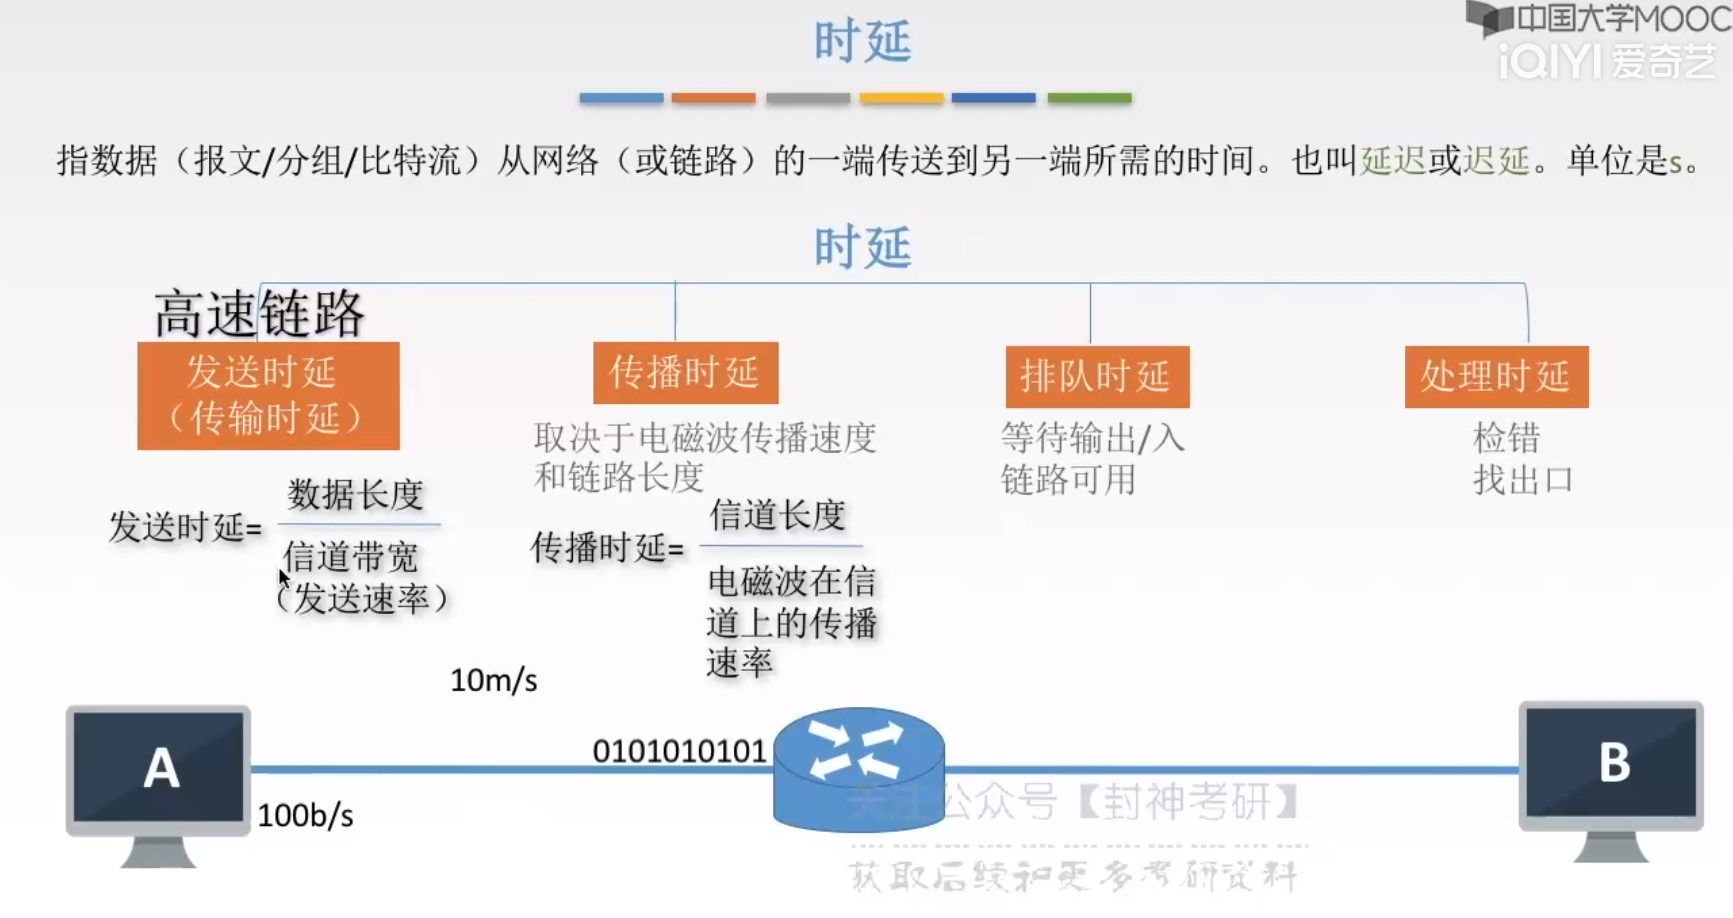 时延
中国大学MOOC
iQIYI 爱奇艺
指数据（报文/分组/比特流）从网络（或链路）的一端传送到另一端所需的时间。也叫延迟或迟延。单位是s。
时延
高速链路
发送时延
（传输时延）
传播时延
排队时延
处理时延
取决于电磁波传播速度
和链路长度
等待输出/入
链路可用
检错
找出口
发送时延=
数据长度
信道带宽
（发送速率）
传播时延=
信道长度
电磁波在信
道上的传播
速率
10m/s
A
0101010101
B
100b/s
关注公众号【封神考研】
获取后续和更多考研资料